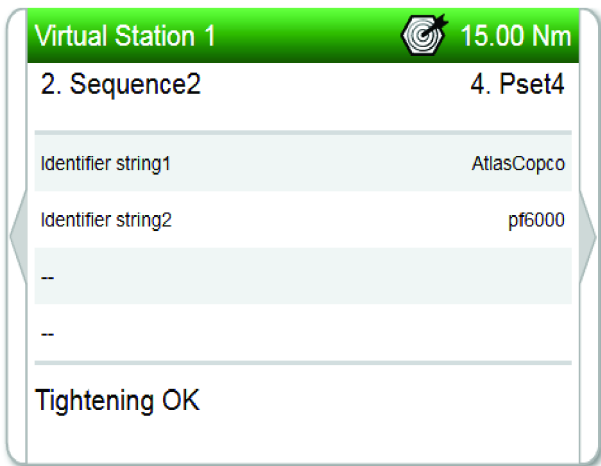 Virtual Station 1 15.00 Nm
2. Sequence2 4. Pset4
Identifier string1 AtlasCopco
Identifier string2 pf6000
--
--
Tightening OK